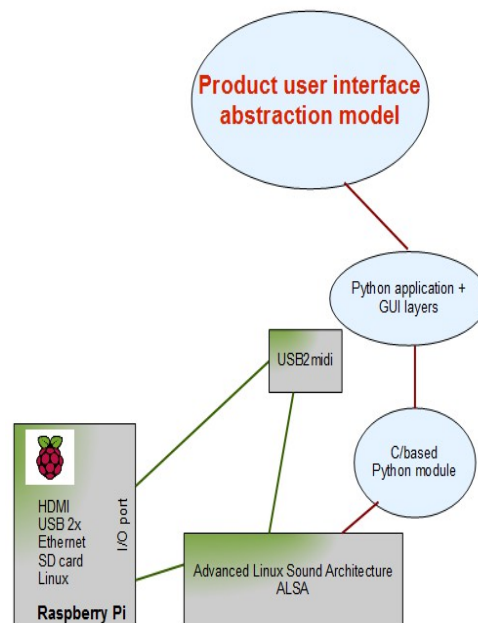 Product user interface
abstraction model
Python application +
GUI layers
USB2midi
C/based
Python module
HDMI
USB 2x
Ethernet
SD card
Linux
I/O port
Raspberry Pi
Advanced Linux Sound Architecture
ALSA